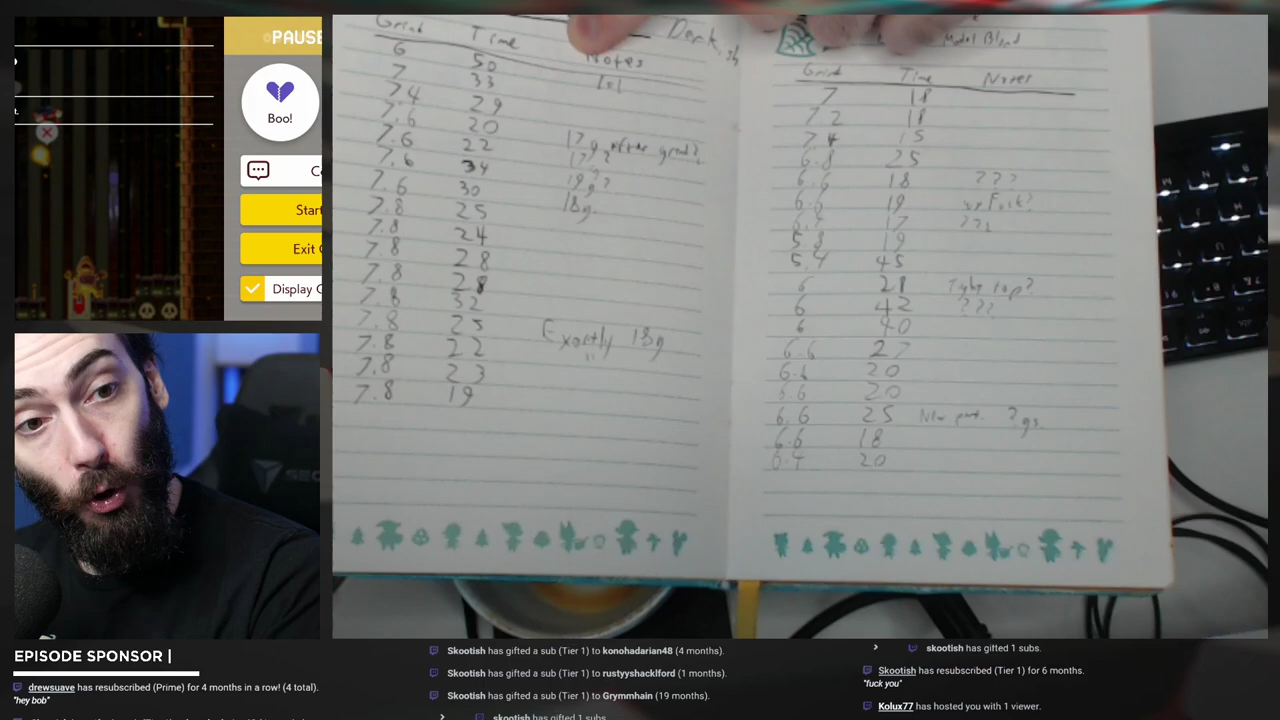 PAUSE
Boo!
Start
Exit
Display
Grind Time Notes
6 50 lol
7 33
7.4 29
7.6 20
7.6 22
7.6 34
7.6 30
7.8 25 18g
7.8 24
7.8 28
7.8 28
7.8 32
7.8 25 Exactly 18g
7.8 22 "
7.8 23
7.8 19
Dark
Model Blend
Grind Time Notes
7 18
7.2 18
7.4 15
6.8 25
6.6 18 ???
6.6 19
17
5.8 19
5.4 45
6 21
6 42 ???
6 40
6.6 27
6.6 20
6.6 20
6.6 25
6.6 18
6.4 20
EPISODE SPONSOR |
drewsuave has resubscribed (Prime) for 4 months in a row! (4 total).
"hey bob"
Skootish has gifted a sub (Tier 1) to konohadarian48 (4 months).
Skootish has gifted a sub (Tier 1) to rustyyshacklford (1 months).
Skootish has gifted a sub (Tier 1) to Grymmhain (19 months).
skootish has gifted 1 subs.
skootish has gifted 1 subs.
Skootish has resubscribed (Tier 1) for 6 months.
"fuck you"
Kolux77 has hosted you with 1 viewer.